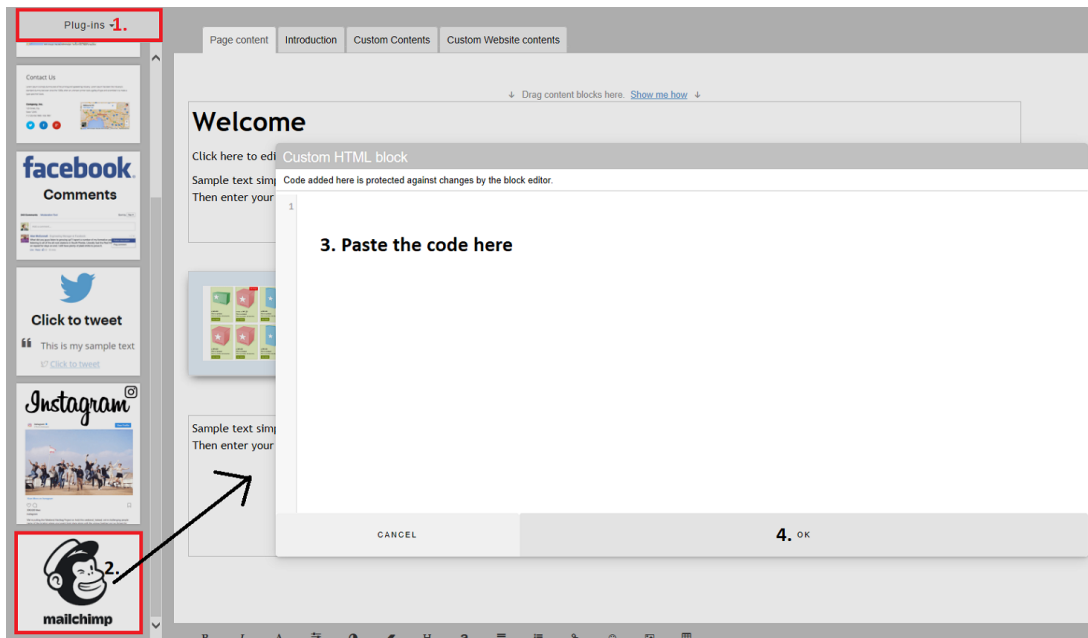 Plug-ins
1.
Page content
Introduction
Custom Contents
Custom Website contents
Contact Us
↓ Drag content blocks here. Show me how ↓
Welcome
Click here to edi
Sample text simp
Then enter your
Custom HTML block
Code added here is protected against changes by the block editor.
1
3. Paste the code here
facebook.
Comments
Click to tweet
This is my sample text
Click to tweet
Instagram
Sample text simp
Then enter your
CANCEL
4. OK
2.
mailchimp